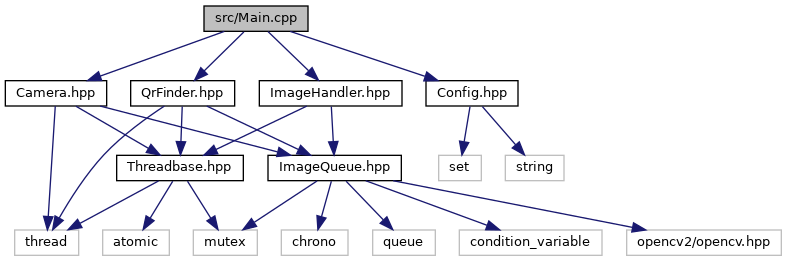 src/Main.cpp
Camera.hpp
QrFinder.hpp
ImageHandler.hpp
Config.hpp
Threadbase.hpp
ImageQueue.hpp
set
string
thread
atomic
mutex
chrono
queue
condition_variable
opencv2/opencv.hpp